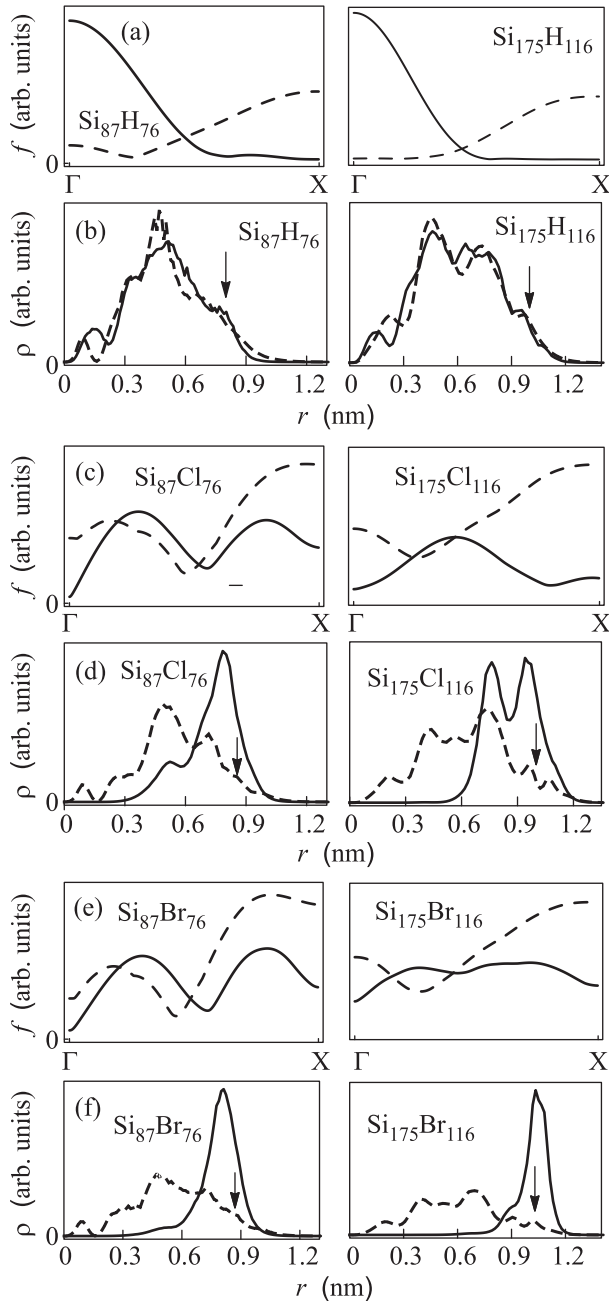 (a)
Si87H76
f (arb. units)
0
Γ
X
Si175H116
Γ
X
(b)
Si87H76
ρ (arb. units)
0
0 0.3 0.6 0.9 1.2
r (nm)
Si175H116
0 0.3 0.6 0.9 1.2
r (nm)
(c)
Si87Cl76
f (arb. units)
0
Γ
X
Si175Cl116
Γ
X
(d)
Si87Cl76
ρ (arb. units)
0
0 0.3 0.6 0.9 1.2
r (nm)
Si175Cl116
0 0.3 0.6 0.9 1.2
r (nm)
(e)
Si87Br76
f (arb. units)
0
Γ
X
Si175Br116
Γ
X
(f)
Si87Br76
ρ (arb. units)
0
0 0.3 0.6 0.9 1.2
r (nm)
Si175Br116
0 0.3 0.6 0.9 1.2
r (nm)